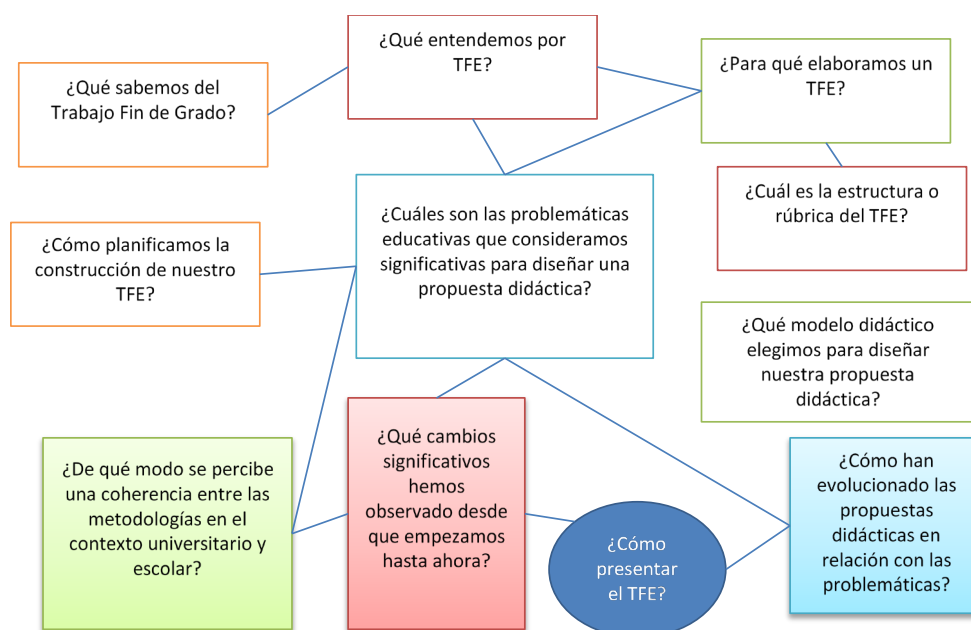 ¿Qué entendemos por
TFE?
¿Qué sabemos del
Trabajo Fin de Grado?
¿Para qué elaboramos un
TFE?
¿Cuál es la estructura o
rúbrica del TFE?
¿Cuáles son las problemáticas
educativas que consideramos
significativas para diseñar una
propuesta didáctica?
¿Cómo planificamos la
construcción de nuestro
TFE?
¿Qué modelo didáctico
elegimos para diseñar
nuestra propuesta
didáctica?
¿De qué modo se percibe
una coherencia entre las
metodologías en el
contexto universitario y
escolar?
¿Qué cambios
significativos
hemos
observado desde
que empezamos
hasta ahora?
¿Cómo
presentar
el TFE?
¿Cómo han
evolucionado las
propuestas
didácticas en
relación con las
problemáticas?